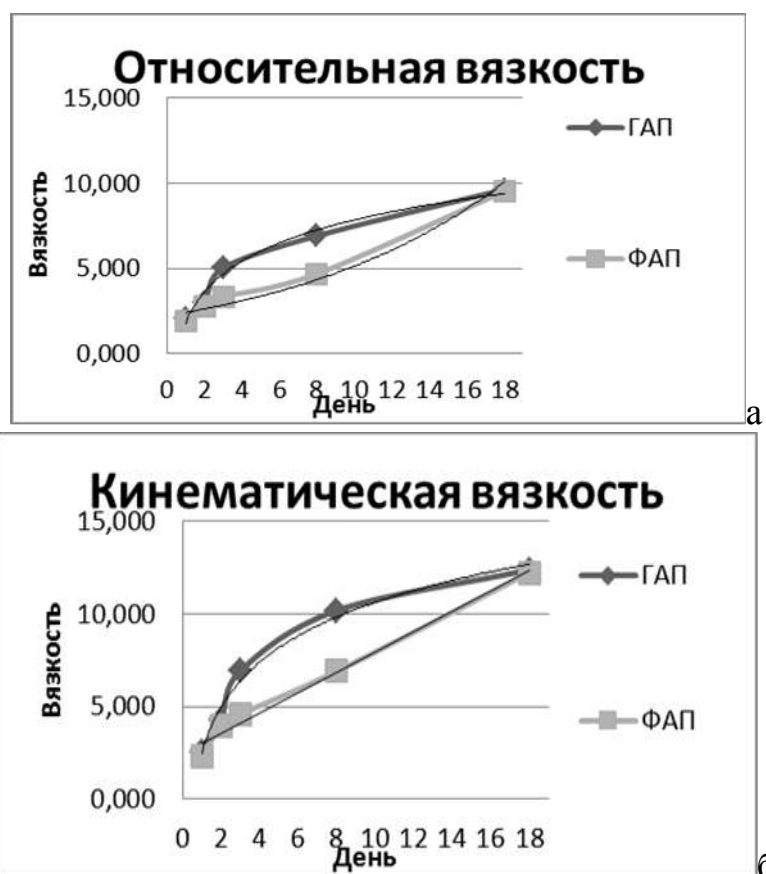 Относительная вязкость
15,000
10,000
5,000
0,000
Вязкость
0 2 4 6 8 10 12 14 16 18
День
ГАП
ФАП
а
Кинематическая вязкость
15,000
10,000
5,000
0,000
Вязкость
0 2 4 6 8 10 12 14 16 18
День
ГАП
ФАП
б